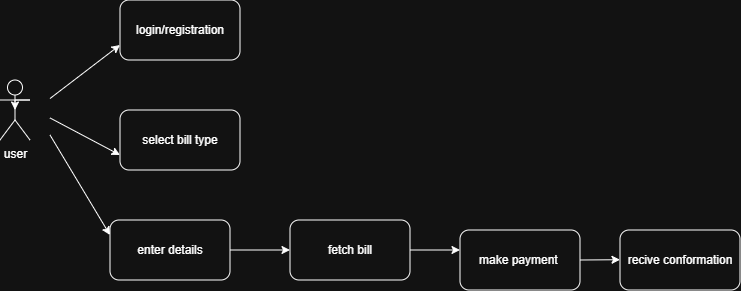 login/registration
select bill type
user
enter details
fetch bill
make payment
recive conformation